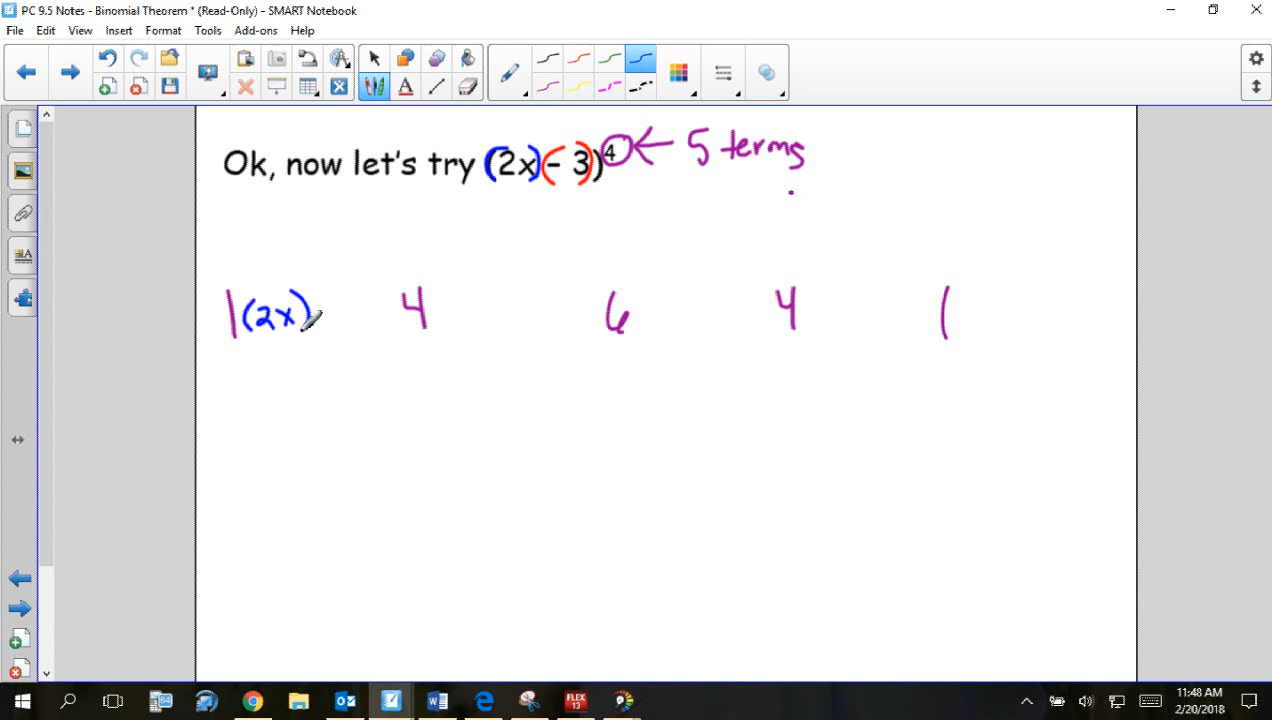 PC 9.5 Notes - Binomial Theorem * (Read-Only) - SMART Notebook
File Edit View Insert Format Tools Add-ons Help
Ok, now let's try (2x)(- 3))⁴ ← 5 terms
1(2x) 4 6 4 1
11:48 AM
2/20/2018